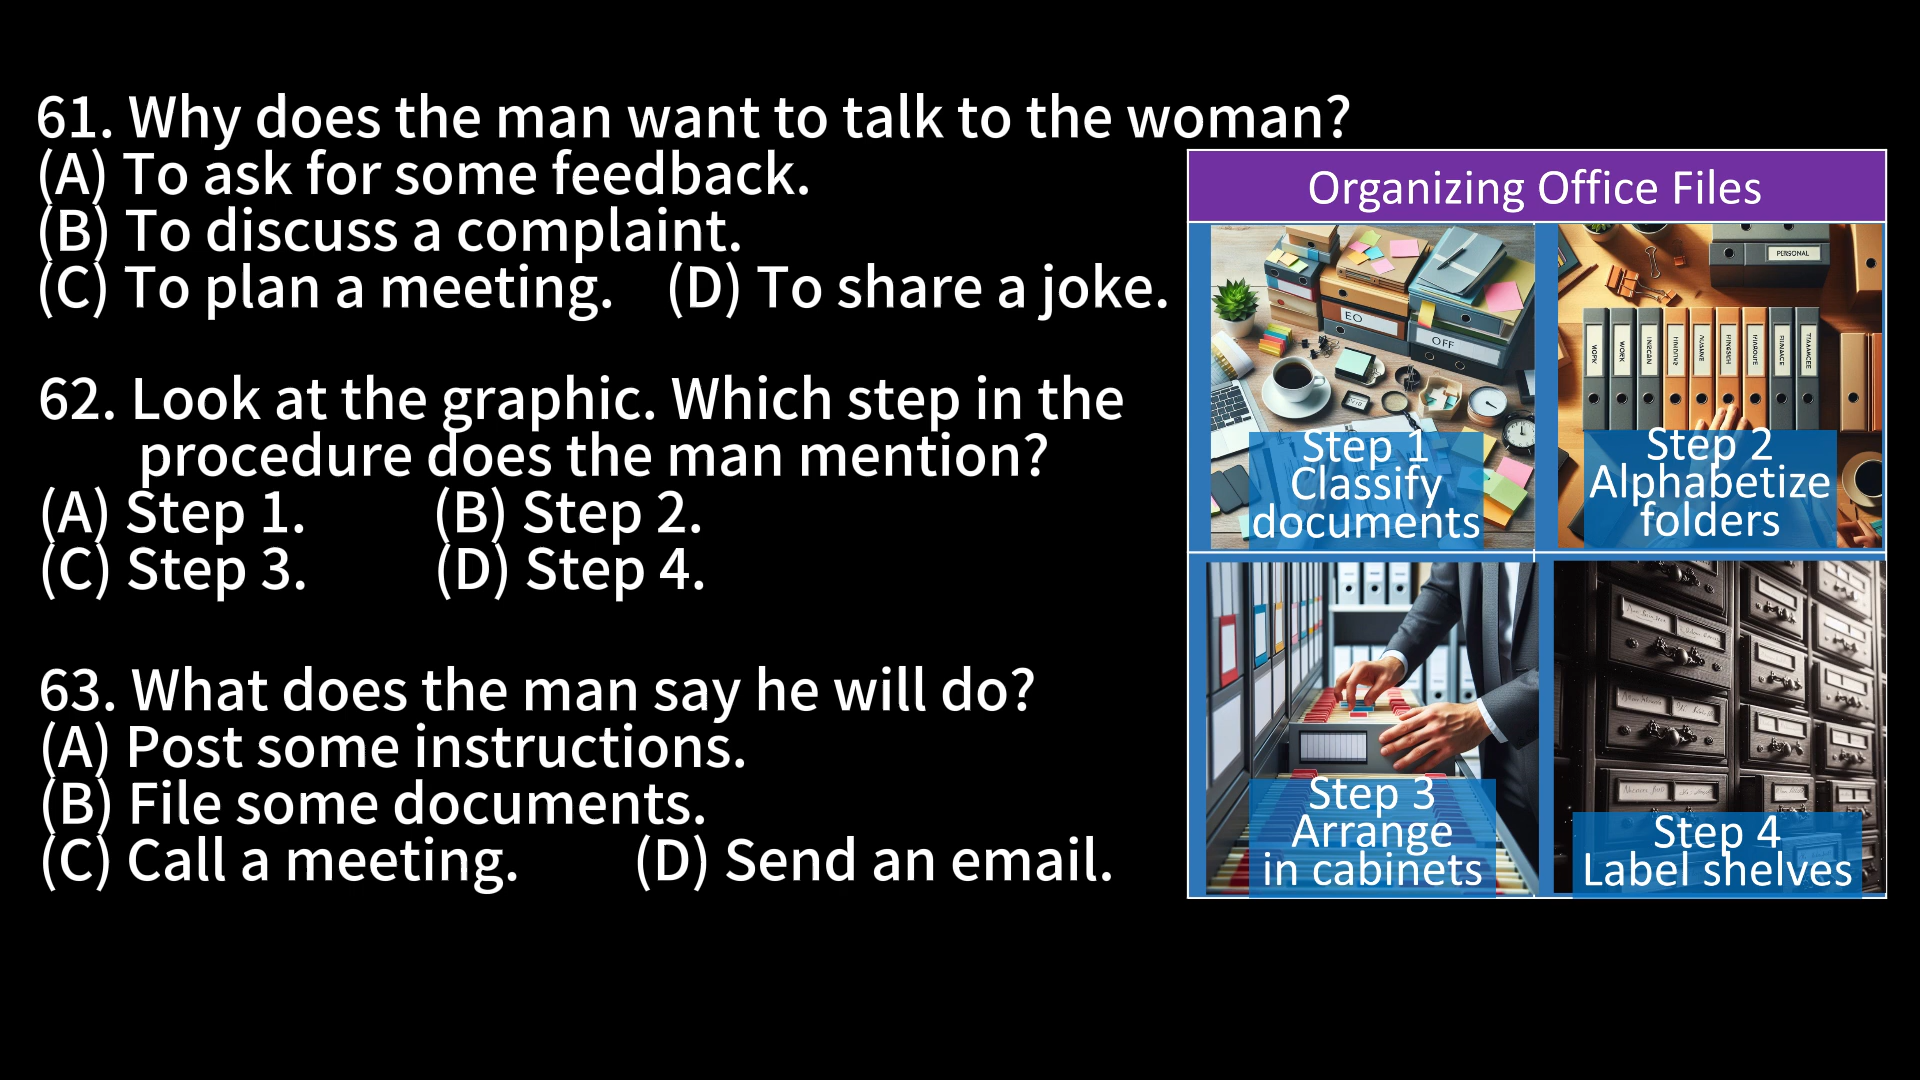 61. Why does the man want to talk to the woman?
(A) To ask for some feedback.
(B) To discuss a complaint.
(C) To plan a meeting. (D) To share a joke.
62. Look at the graphic. Which step in the
procedure does the man mention?
(A) Step 1. (B) Step 2.
(C) Step 3. (D) Step 4.
63. What does the man say he will do?
(A) Post some instructions.
(B) File some documents.
(C) Call a meeting. (D) Send an email.
Organizing Office Files
EO
OFF
Step 1
Classify
documents
PERSONAL
WORK
Step 2
Alphabetize
folders
Step 3
Arrange
in cabinets
Step 4
Label shelves